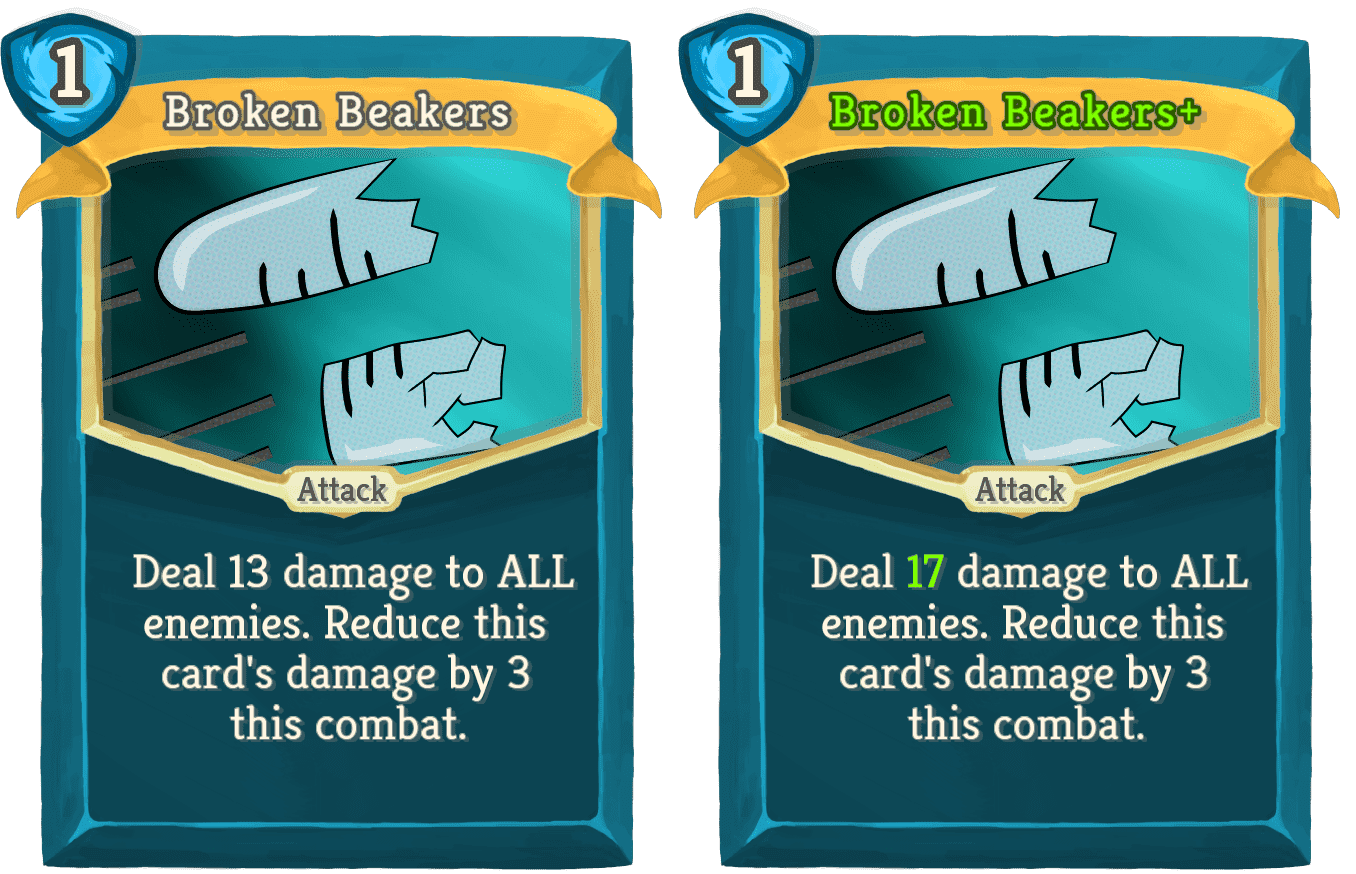 1
Broken Beakers
Attack
Deal 13 damage to ALL
enemies. Reduce this
card's damage by 3
this combat.
1
Broken Beakers+
Attack
Deal 17 damage to ALL
enemies. Reduce this
card's damage by 3
this combat.